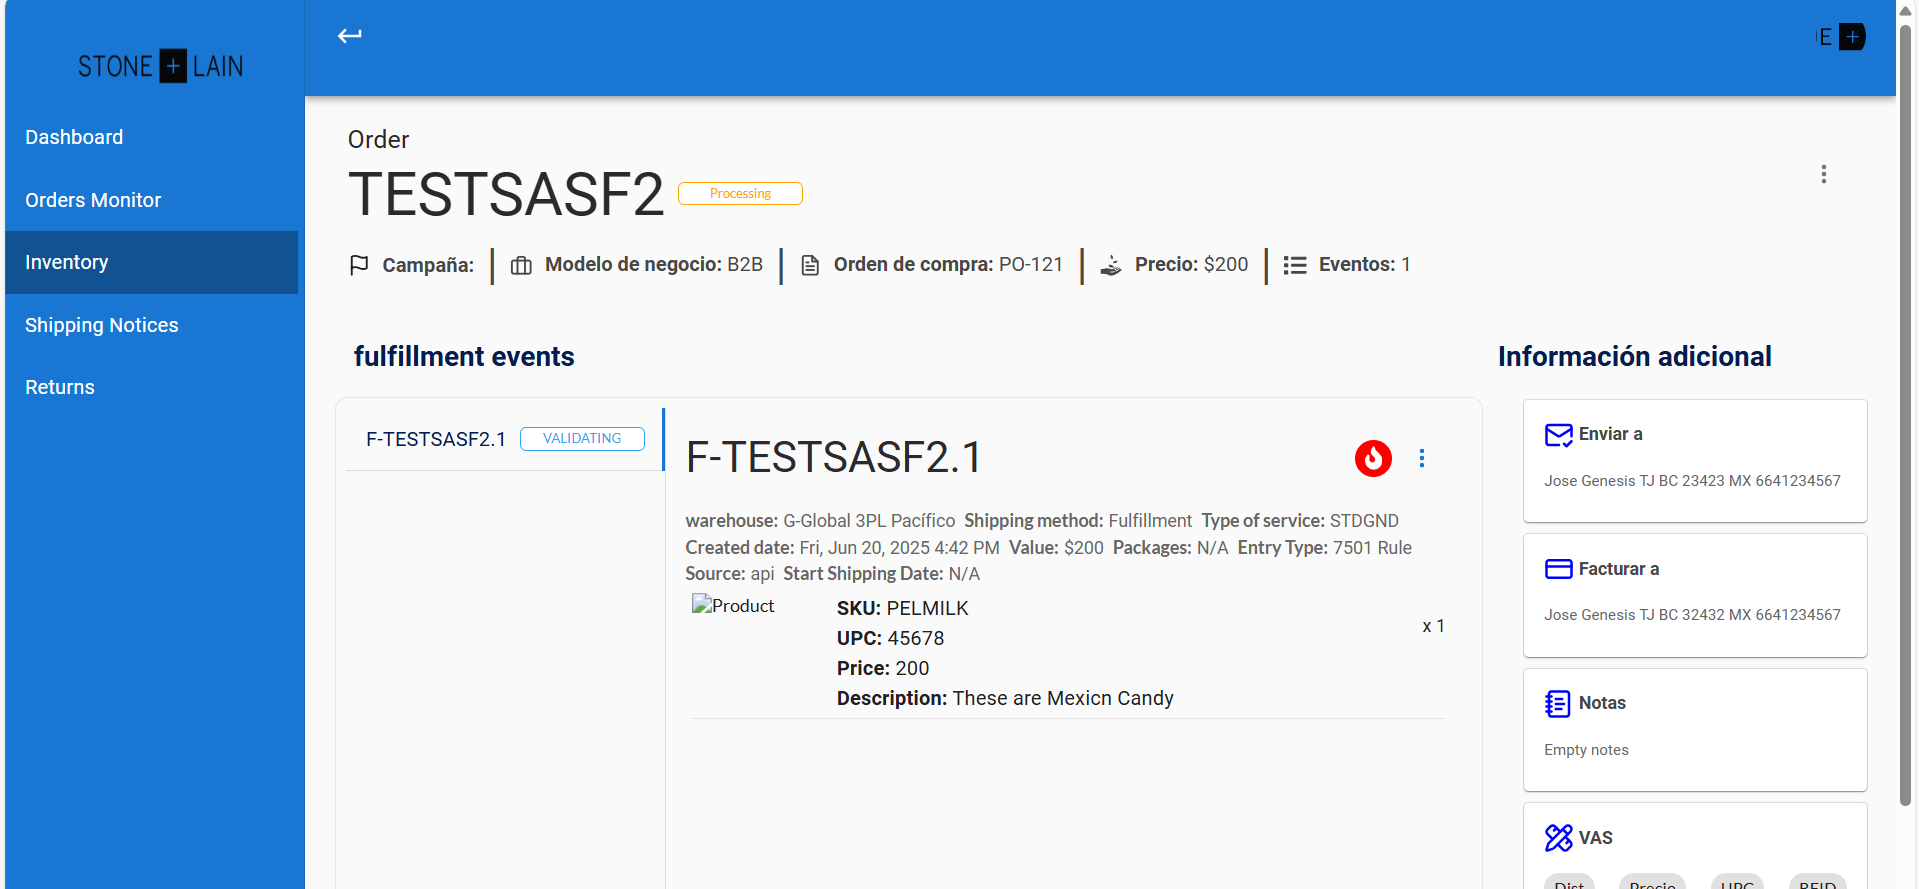 STONE + LAIN
E +
Dashboard
Orders Monitor
Inventory
Shipping Notices
Returns
Order
TESTSASF2 Processing
Campaña: Modelo de negocio: B2B Orden de compra: PO-121 Precio: $200 Eventos: 1
fulfillment events
F-TESTSASF2.1 VALIDATING
F-TESTSASF2.1
warehouse: G-Global 3PL Pacífico Shipping method: Fulfillment Type of service: STDGND
Created date: Fri, Jun 20, 2025 4:42 PM Value: $200 Packages: N/A Entry Type: 7501 Rule
Source: api Start Shipping Date: N/A
Product
SKU: PELMILK
UPC: 45678
Price: 200
Description: These are Mexicn Candy
x 1
Información adicional
Enviar a
Jose Genesis TJ BC 23423 MX 6641234567
Facturar a
Jose Genesis TJ BC 32432 MX 6641234567
Notas
Empty notes
VAS
Dist Precio UPC RFID